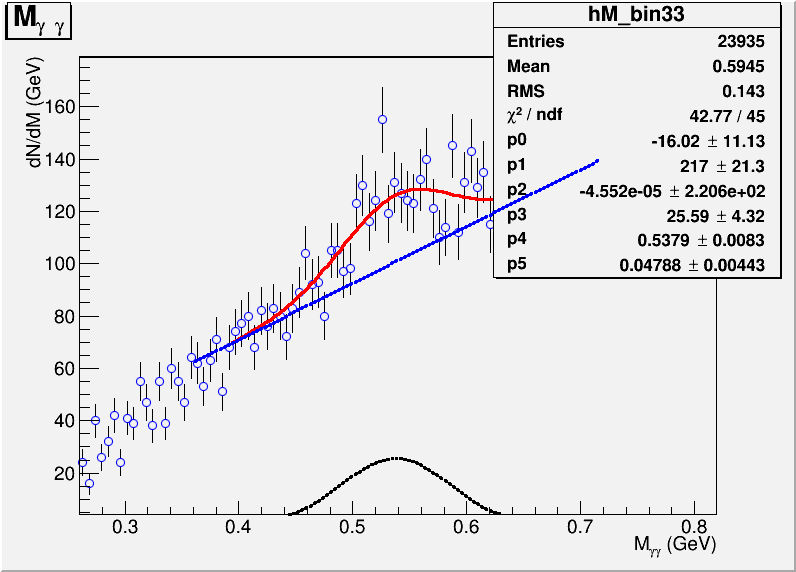 M γ γ
hM_bin33
Entries 23935
Mean 0.5945
RMS 0.143
χ² / ndf 42.77 / 45
p0 -16.02 ± 11.13
p1 217 ± 21.3
p2 -4.552e-05 ± 2.206e+02
p3 25.59 ± 4.32
p4 0.5379 ± 0.0083
p5 0.04788 ± 0.00443
dN/dM (GeV)
160
140
120
100
80
60
40
20
0.3 0.4 0.5 0.6 0.7 0.8
Mγγ (GeV)